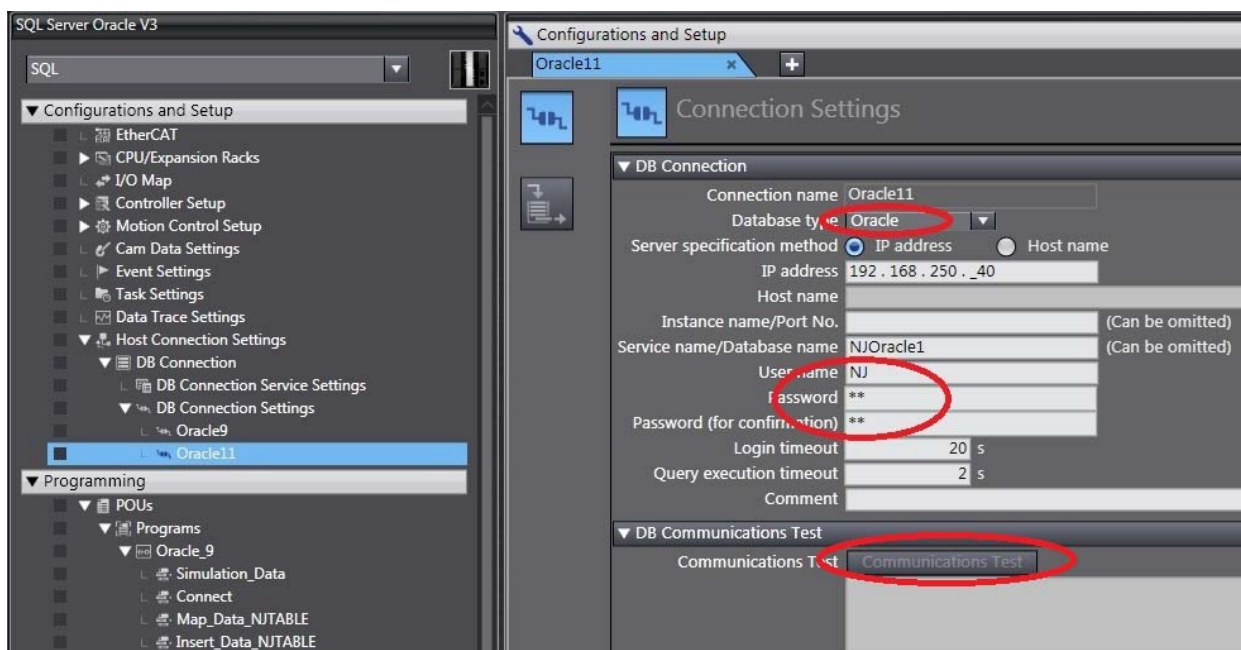 SQL Server Oracle V3
SQL
Configurations and Setup
EtherCAT
CPU/Expansion Racks
I/O Map
Controller Setup
Motion Control Setup
Cam Data Settings
Event Settings
Task Settings
Data Trace Settings
Host Connection Settings
DB Connection
DB Connection Service Settings
DB Connection Settings
Oracle9
Oracle11
Programming
POUs
Programs
Oracle_9
Simulation_Data
Connect
Map_Data_NJTABLE
Insert_Data_NJTABLE
Configurations and Setup
Oracle11
Connection Settings
DB Connection
Connection name Oracle11
Database type Oracle
Server specification method IP address Host name
IP address 192 . 168 . 250 . _40
Host name
Instance name/Port No. (Can be omitted)
Service name/Database name NJOracle1 (Can be omitted)
User name NJ
Password **
Password (for confirmation) **
Login timeout 20 s
Query execution timeout 2 s
Comment
DB Communications Test
Communications Test Communications Test